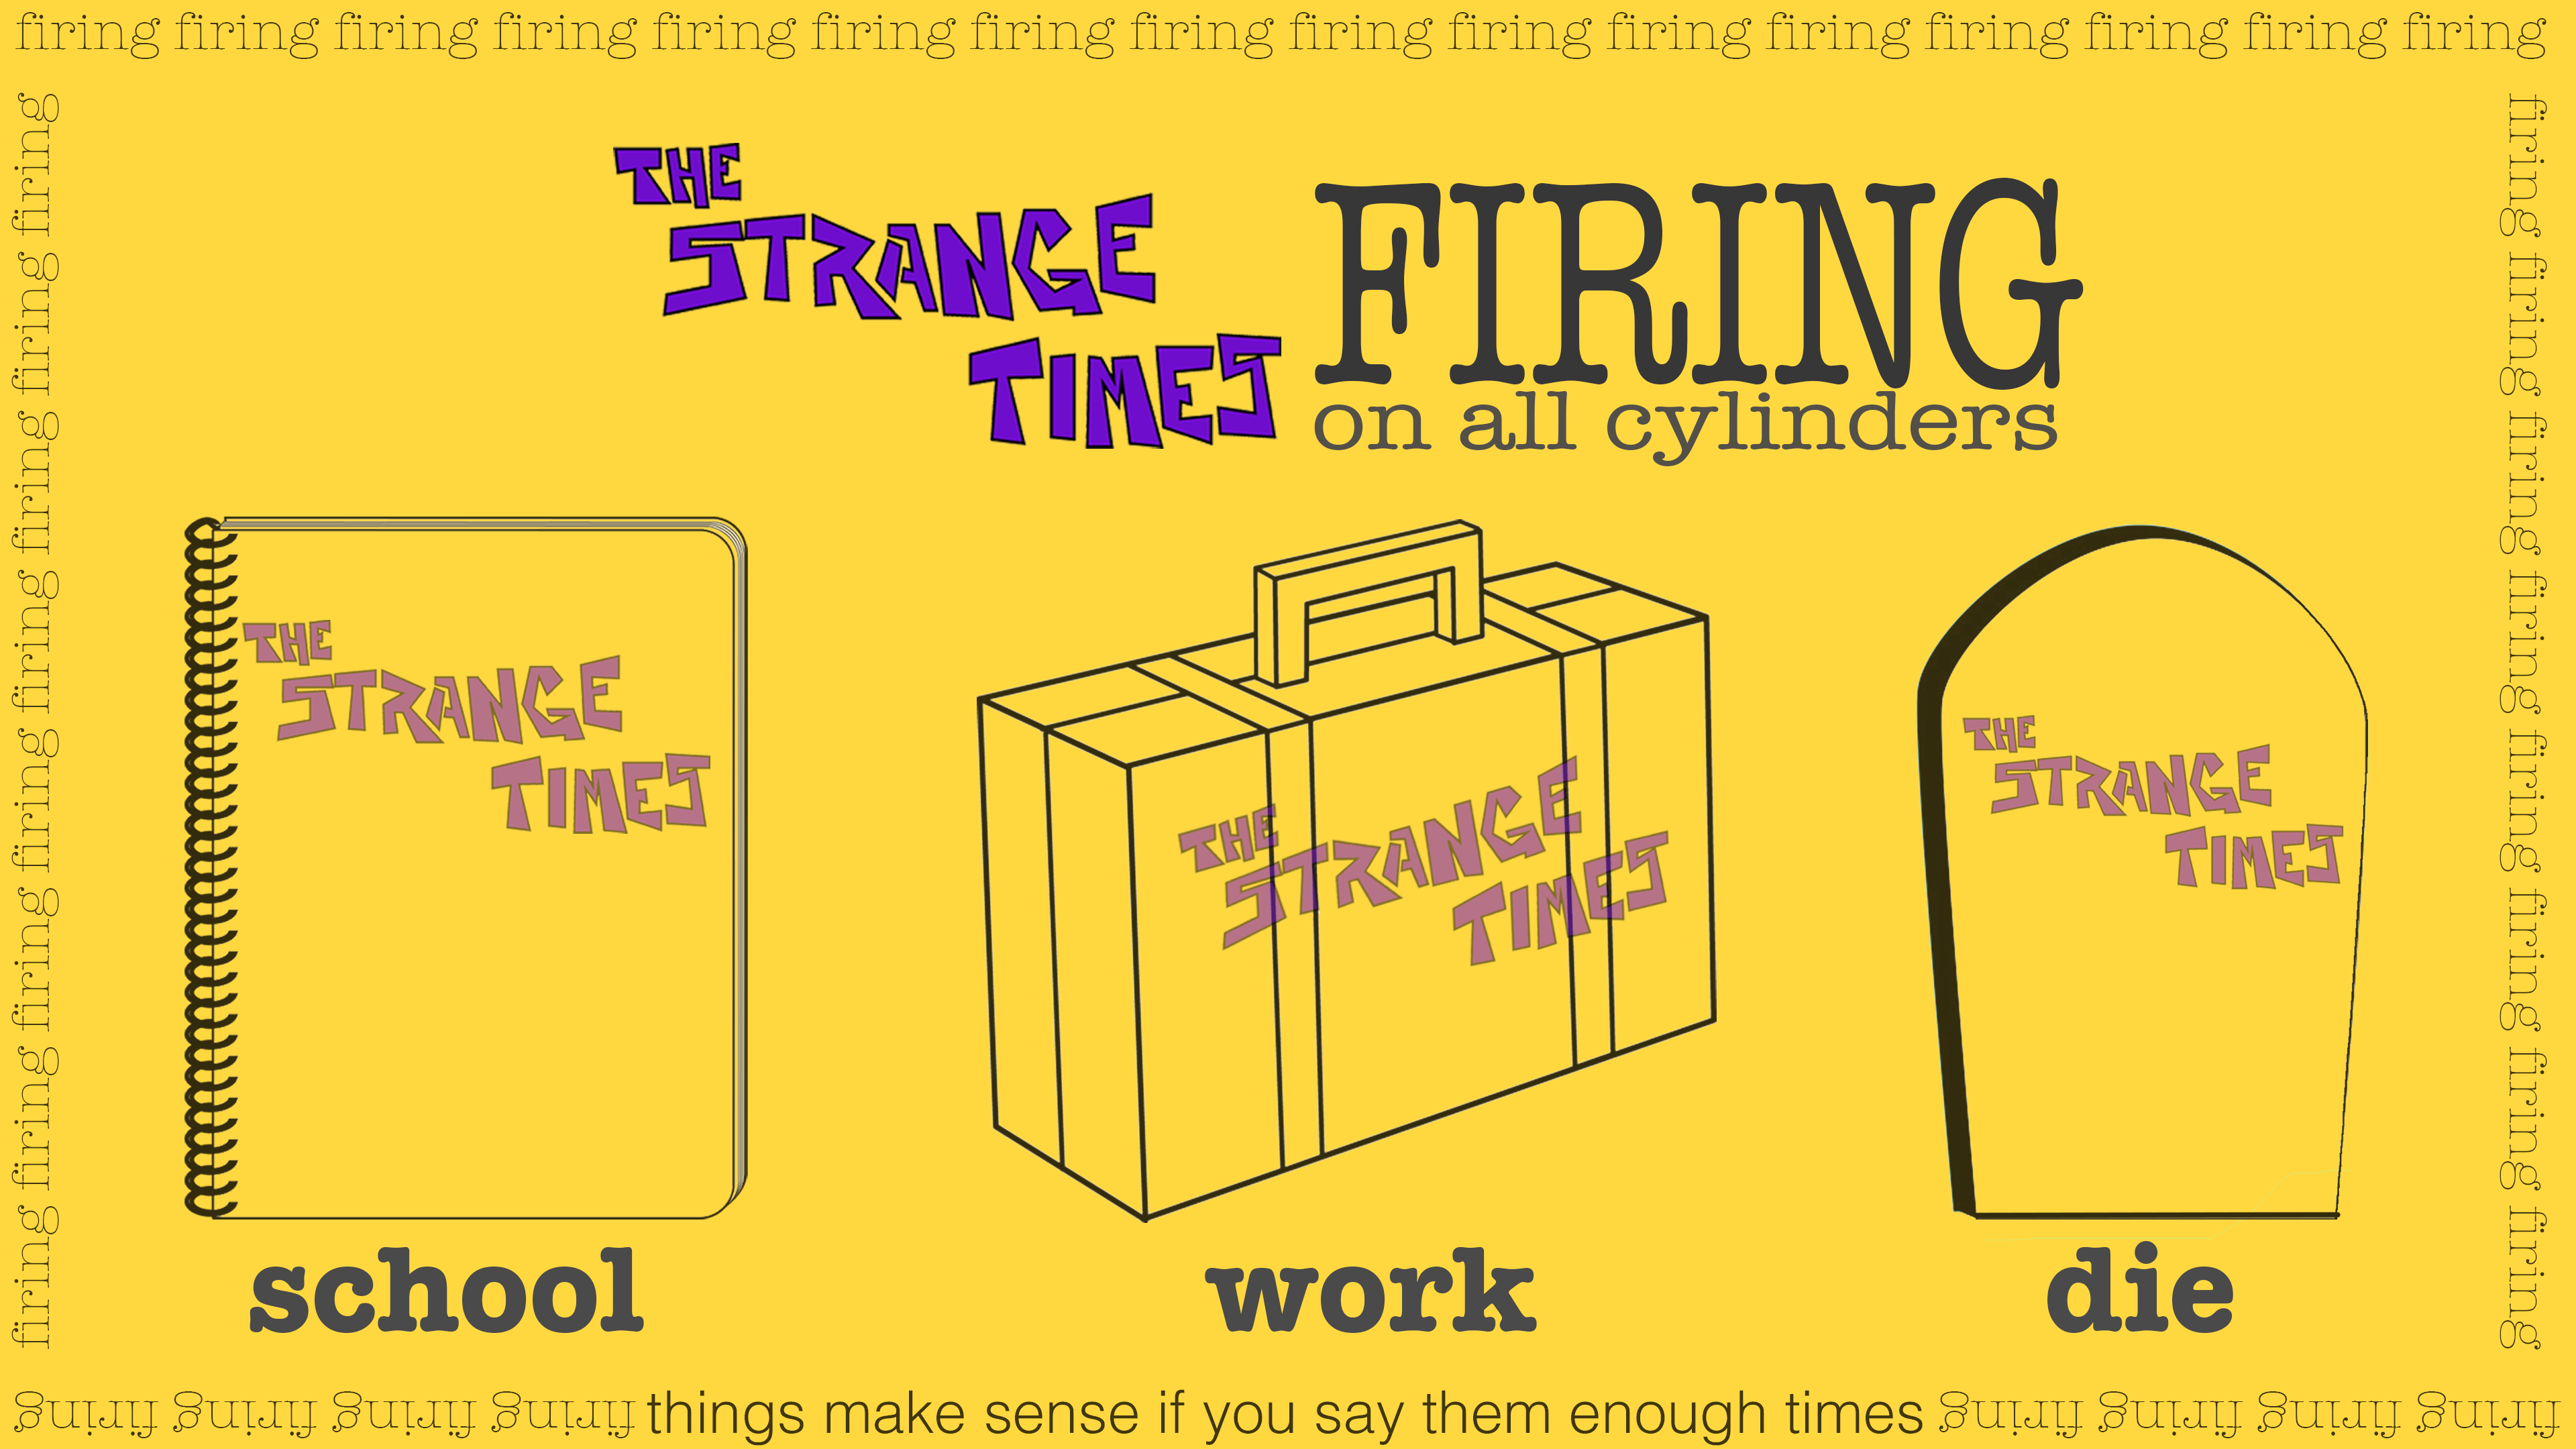 firing firing firing firing firing firing firing firing firing firing firing firing firing firing firing firing
firing firing firing firing firing firing firing firing
firing firing firing firing firing firing firing firing
THE
STRANGE
TIMES
FIRING
on all cylinders
THE
STRANGE
TIMES
THE
STRANGE
TIMES
THE
STRANGE
TIMES
school
work
die
firing firing firing firing things make sense if you say them enough times firing firing firing firing